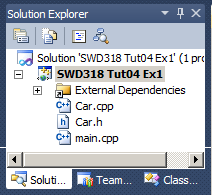 Solution Explorer
Solution 'SWD318 Tut04 Ex1' (1 pro
SWD318 Tut04 Ex1
External Dependencies
Car.cpp
Car.h
main.cpp
Soluti... Team... Class...